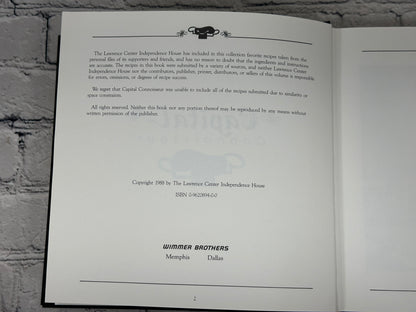 The Lawrence Center Independence House has included in this collection favorite recipes taken from the
personal files of its supporters and friends, and has no reason to doubt that the ingredients and instructions
are accurate. The recipes in this book were submitted by a variety of sources, and neither Lawrence Center
Independence House nor the contributors, publisher, printer, distributors, or sellers of this volume is responsible
for errors, omissions, or degree of recipe success.
We regret that Capital Connoisseur was unable to include all of the recipes submitted due to similarity or
space constraints.
All rights reserved. Neither this book nor any portion thereof may be reproduced by any means without
written permission of the publisher.
Copyright 1988 by The Lawrence Center Independence House
ISBN 0-9620894-0-0
WIMMER BROTHERS
Memphis Dallas
2